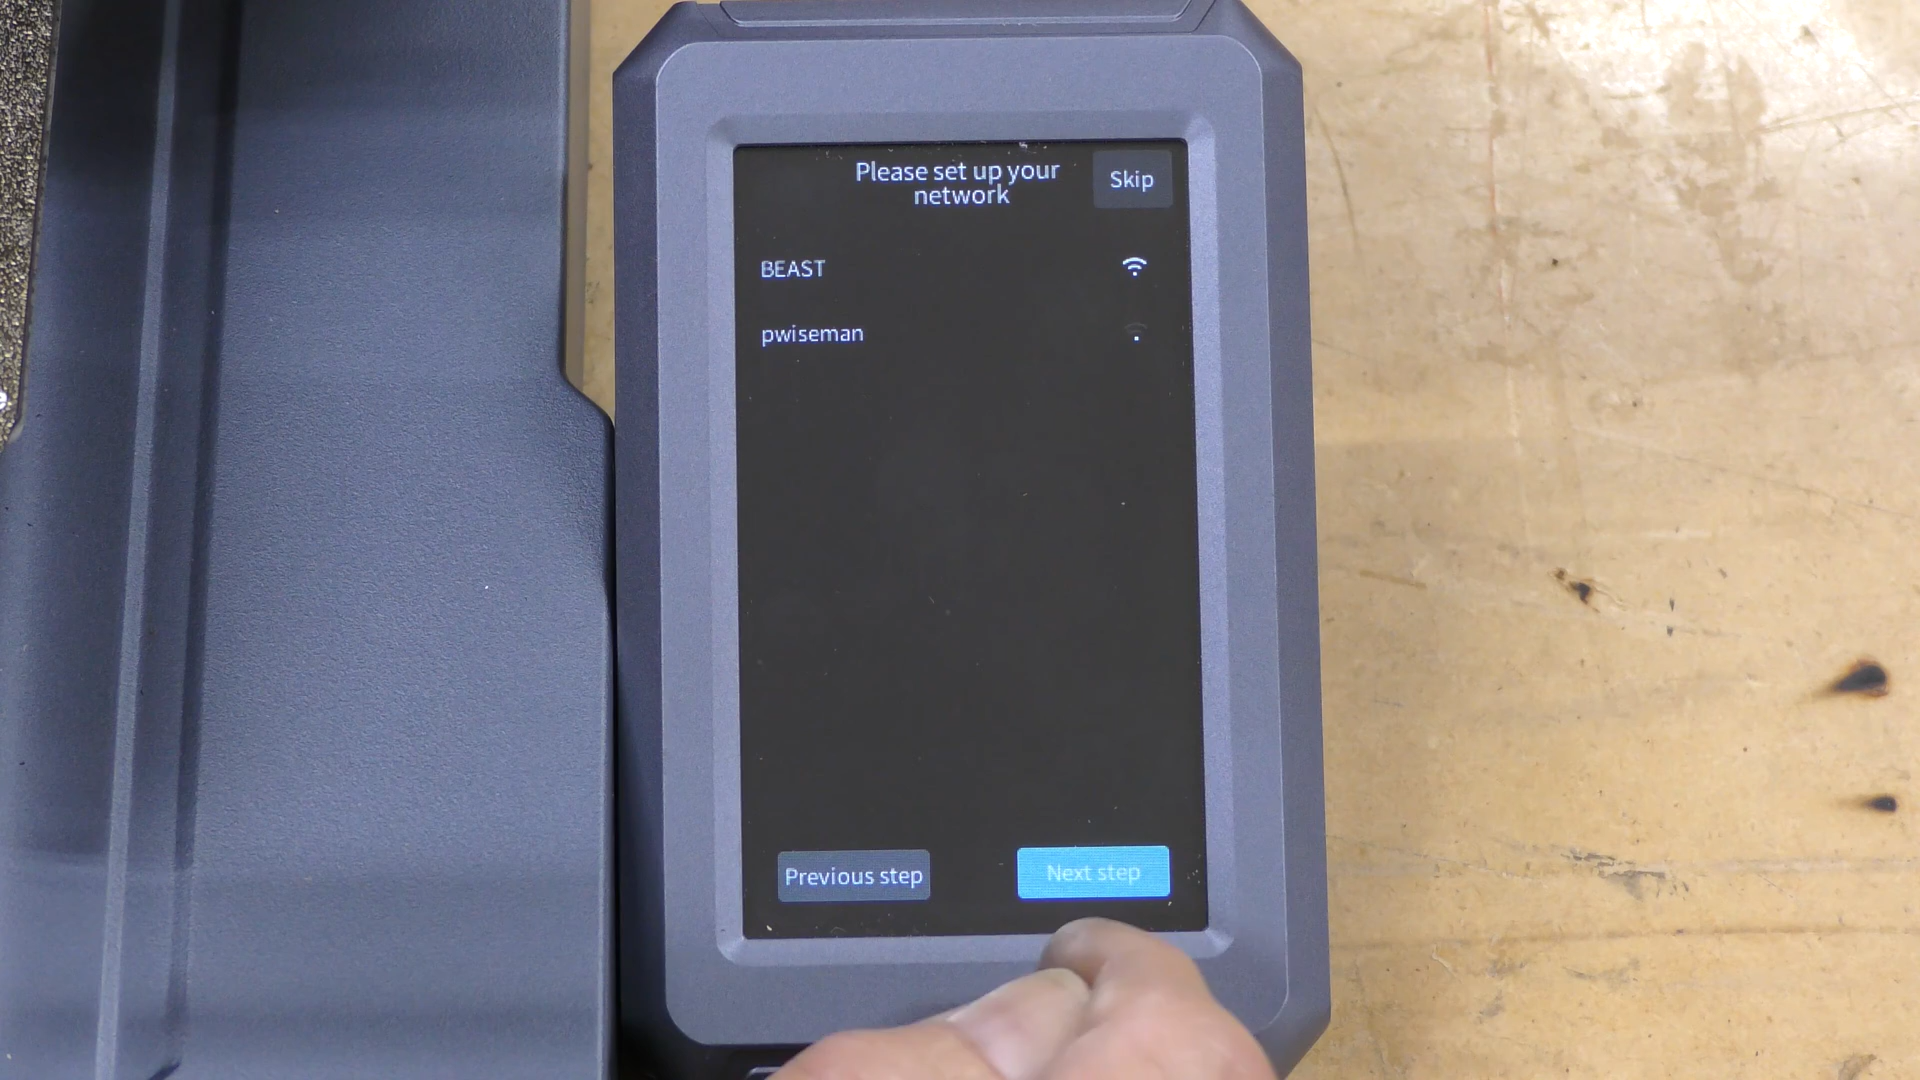 Please set up your
network
Skip
BEAST
pwiseman
Previous step
Next step